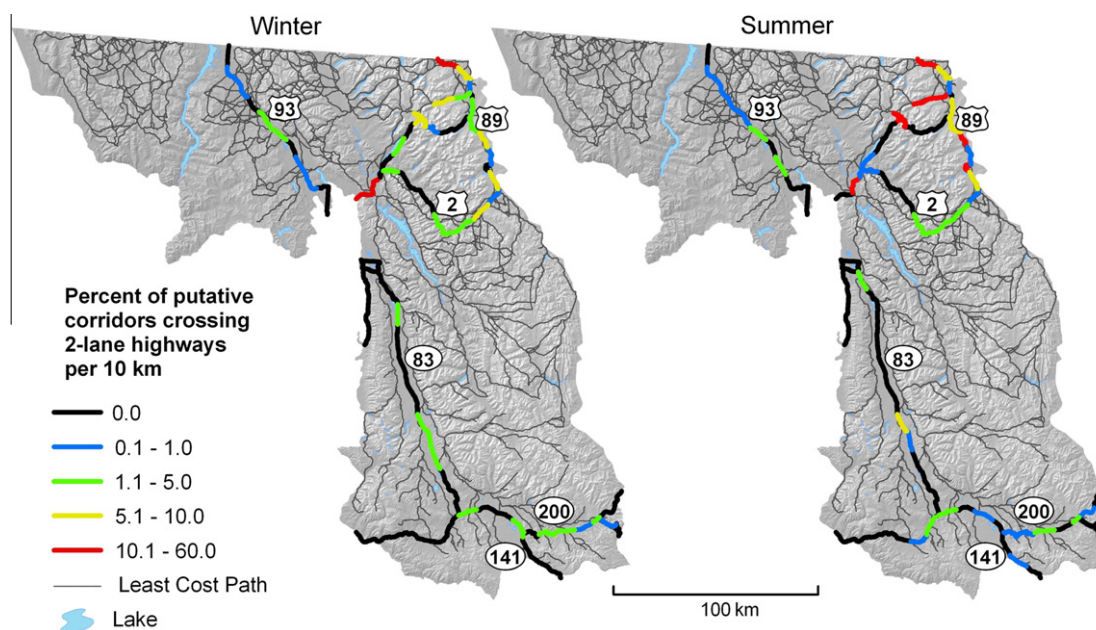 Winter
Summer
93
89
2
83
200
141
93
89
2
83
200
141
Percent of putative
corridors crossing
2-lane highways
per 10 km
0.0
0.1 - 1.0
1.1 - 5.0
5.1 - 10.0
10.1 - 60.0
Least Cost Path
Lake
100 km